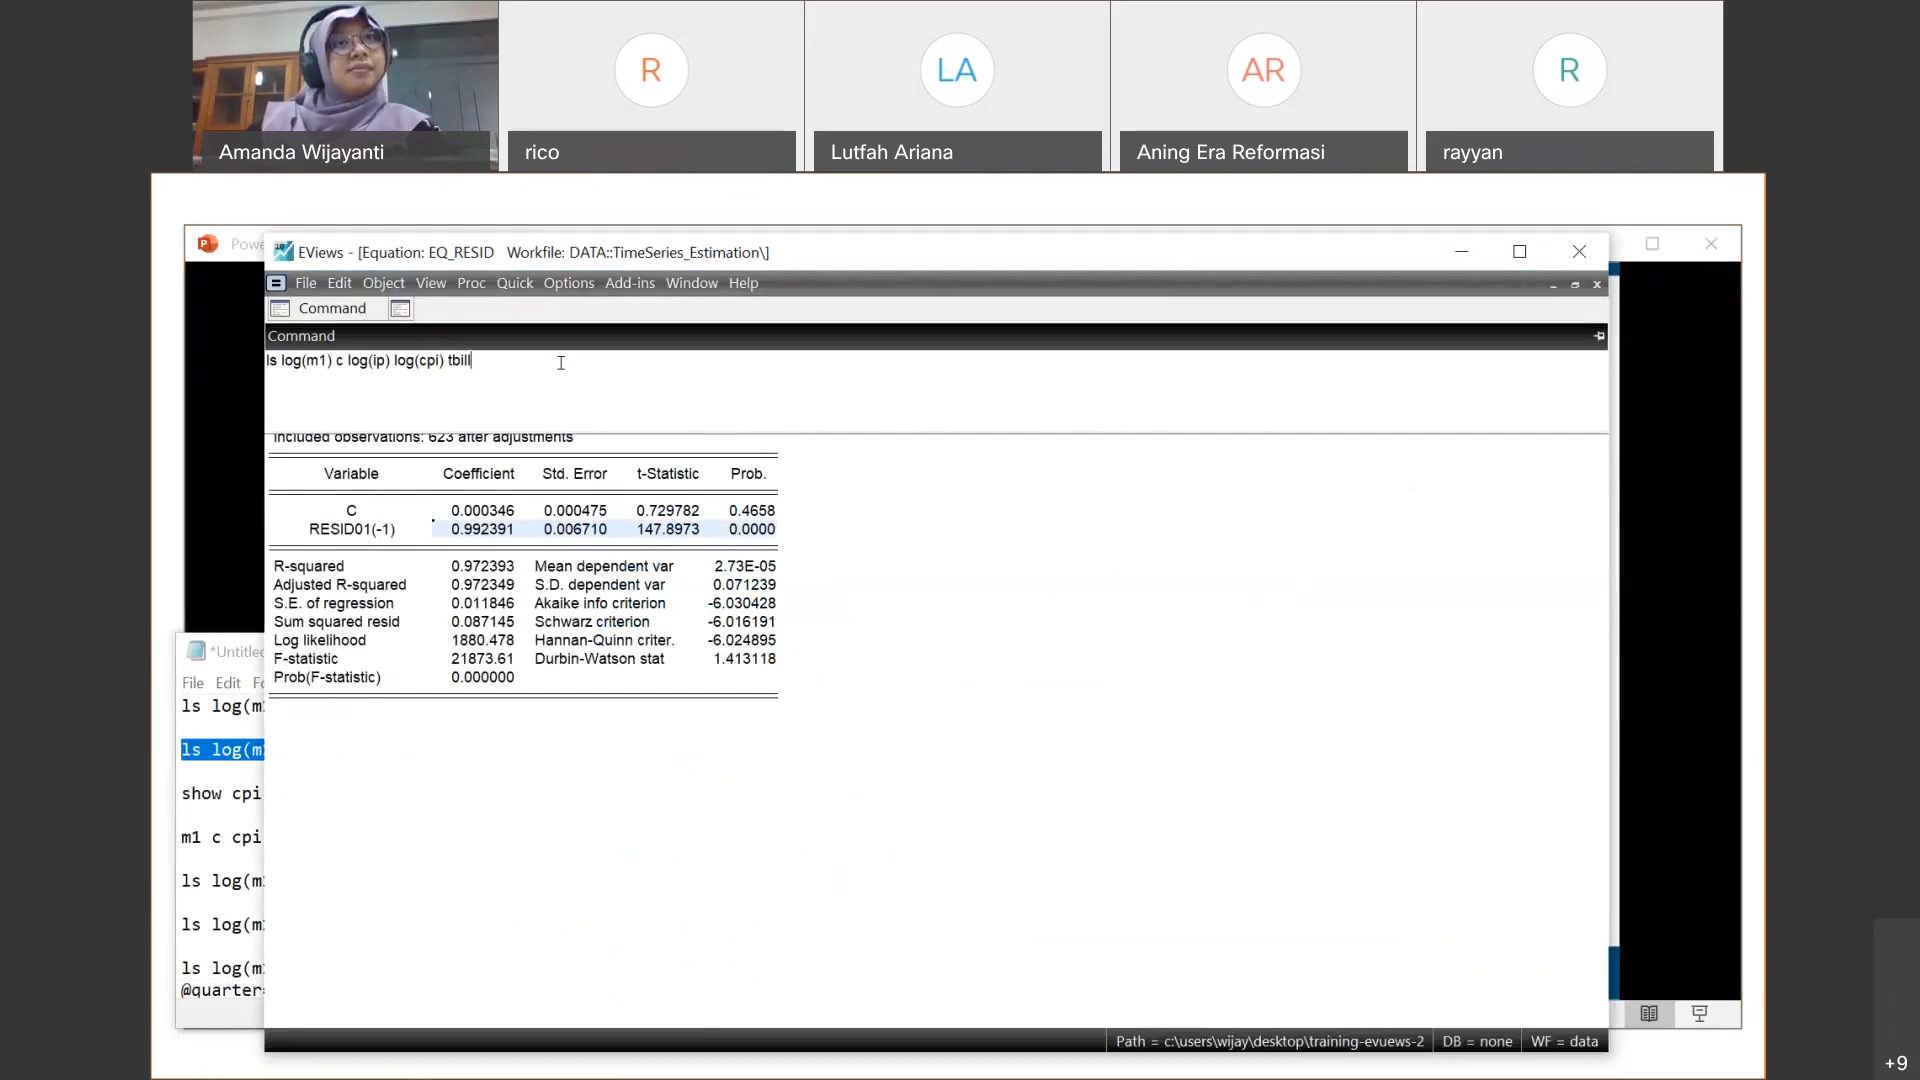 R
LA
AR
R
Amanda Wijayanti
rico
Lutfah Ariana
Aning Era Reformasi
rayyan
P
EViews - [Equation: EQ_RESID   Workfile: DATA::TimeSeries_Estimation\]
File Edit Object View Proc Quick Options Add-ins Window Help
Command
Command
ls log(m1) c log(ip) log(cpi) tbill
Included observations: 623 after adjustments
Variable Coefficient Std. Error t-Statistic Prob.
C 0.000346 0.000475 0.729782 0.4658
RESID01(-1) 0.992391 0.006710 147.8973 0.0000
R-squared 0.972393 Mean dependent var 2.73E-05
Adjusted R-squared 0.972349 S.D. dependent var 0.071239
S.E. of regression 0.011846 Akaike info criterion -6.030428
Sum squared resid 0.087145 Schwarz criterion -6.016191
Log likelihood 1880.478 Hannan-Quinn criter. -6.024895
F-statistic 21873.61 Durbin-Watson stat 1.413118
Prob(F-statistic) 0.000000
File Edit
ls log(m
ls log(m
show cpi
m1 c cpi
ls log(m
ls log(m
ls log(m
@quarter=
Path = c:\users\wijay\desktop\training-evuews-2 DB = none WF = data
+9